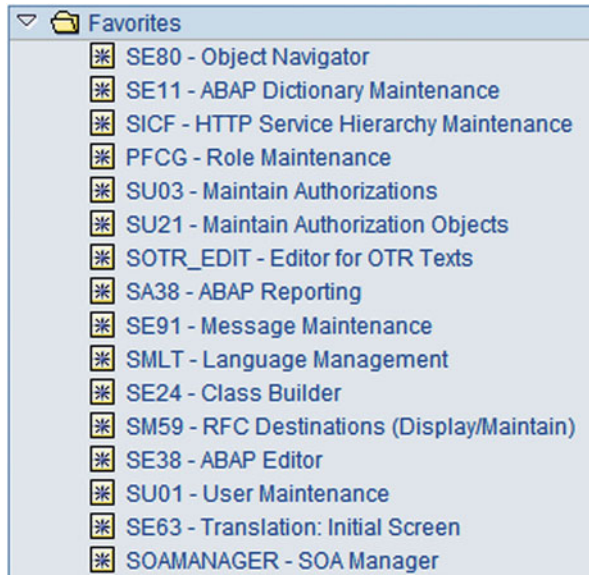 Favorites
SE80 - Object Navigator
SE11 - ABAP Dictionary Maintenance
SICF - HTTP Service Hierarchy Maintenance
PFCG - Role Maintenance
SU03 - Maintain Authorizations
SU21 - Maintain Authorization Objects
SOTR_EDIT - Editor for OTR Texts
SA38 - ABAP Reporting
SE91 - Message Maintenance
SMLT - Language Management
SE24 - Class Builder
SM59 - RFC Destinations (Display/Maintain)
SE38 - ABAP Editor
SU01 - User Maintenance
SE63 - Translation: Initial Screen
SOAMANAGER - SOA Manager